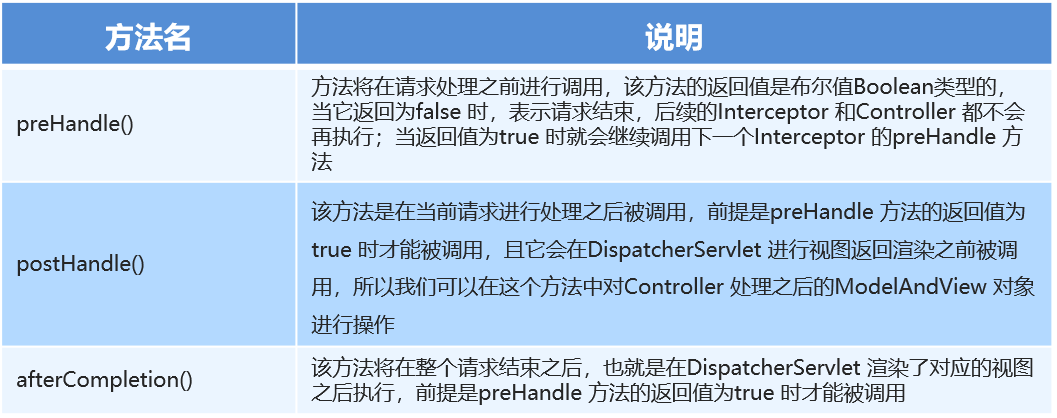 方法名
说明
preHandle()
方法将在请求处理之前进行调用，该方法的返回值是布尔值Boolean类型的，
当它返回为false 时，表示请求结束，后续的Interceptor 和Controller 都不会
再执行；当返回值为true 时就会继续调用下一个Interceptor 的preHandle 方
法
postHandle()
该方法是在当前请求进行处理之后被调用，前提是preHandle 方法的返回值为
true 时才能被调用，且它会在DispatcherServlet 进行视图返回渲染之前被调
用，所以我们可以在这个方法中对Controller 处理之后的ModelAndView 对象
进行操作
afterCompletion()
该方法将在整个请求结束之后，也就是在DispatcherServlet 渲染了对应的视图
之后执行，前提是preHandle 方法的返回值为true 时才能被调用